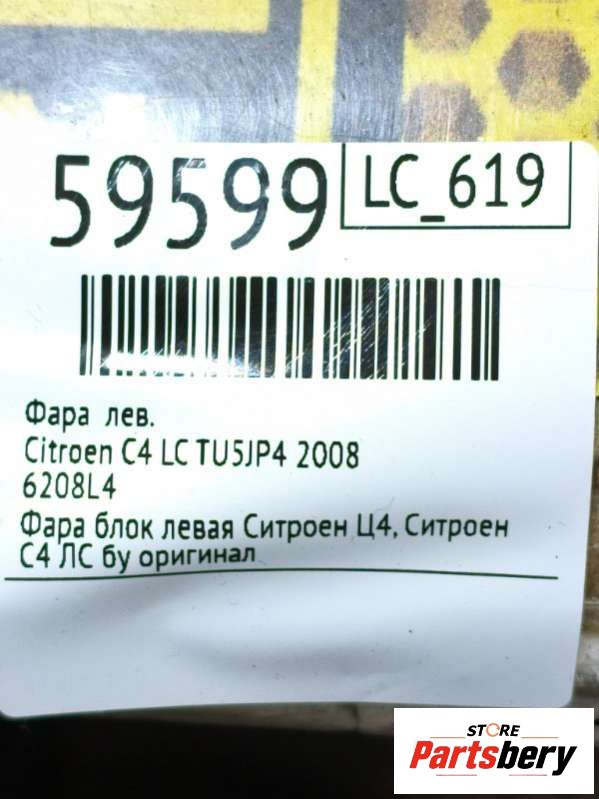 59599
LC_619
Фара лев.
Citroen C4 LC TU5JP4 2008
6208L4
Фара блок левая Ситроен Ц4, Ситроен
С4 ЛС бу оригинал
STORE
Partsbery